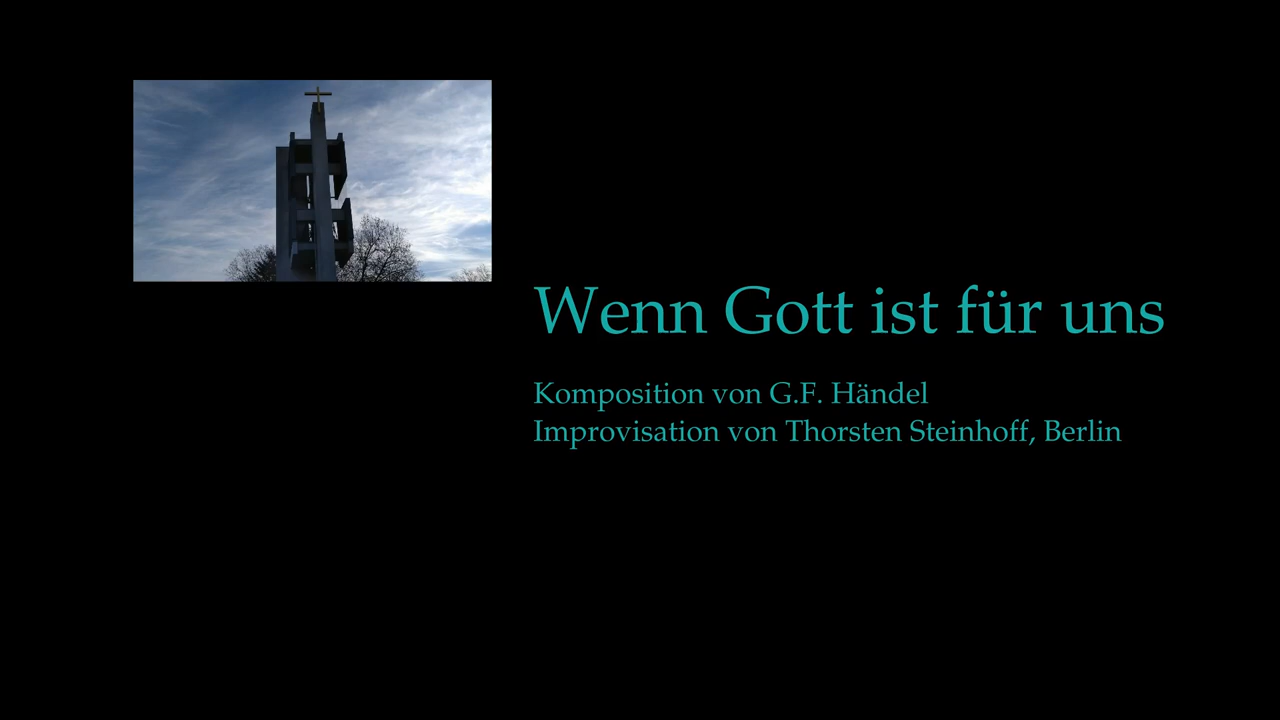 Wenn Gott ist für uns
Komposition von G.F. Händel
Improvisation von Thorsten Steinhoff, Berlin